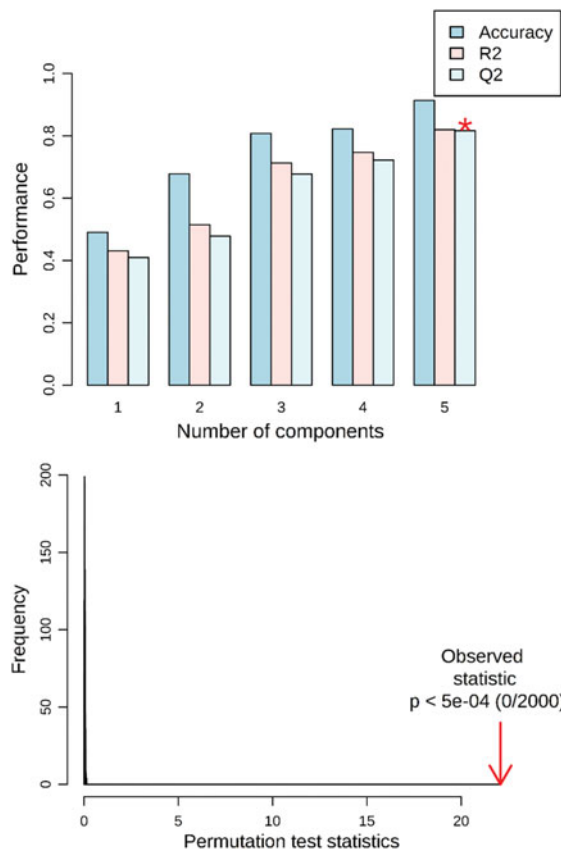 Accuracy
R2
Q2
*
Performance
1.0
0.8
0.6
0.4
0.2
0.0
1 2 3 4 5
Number of components
Frequency
200
150
100
50
0
Observed
statistic
p < 5e-04 (0/2000)
0 5 10 15 20
Permutation test statistics